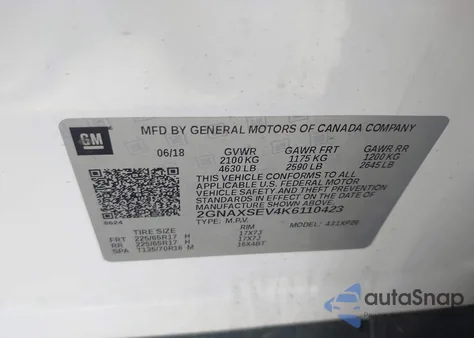 GM
MFD BY GENERAL MOTORS OF CANADA COMPANY
06/18 GVWR GAWR FRT GAWR RR
2100 KG 1175 KG 1200 KG
4630 LB 2590 LB 2645 LB
THIS VEHICLE CONFORMS TO ALL
APPLICABLE U.S. FEDERAL MOTOR
VEHICLE SAFETY, BUMPER, AND THEFT
PREVENTION STANDARDS IN EFFECT ON
THE DATE OF MANUFACTURE SHOWN ABOVE.
2GNAXSEV4K6110423
TYPE: M.P.V. MODEL:
TIRE SIZE RIM
FRT 225/65R17 H 17X7J
RR 225/65R17 H 17X7J
SPA T135/70R16 M 16X4BT
autoSnap